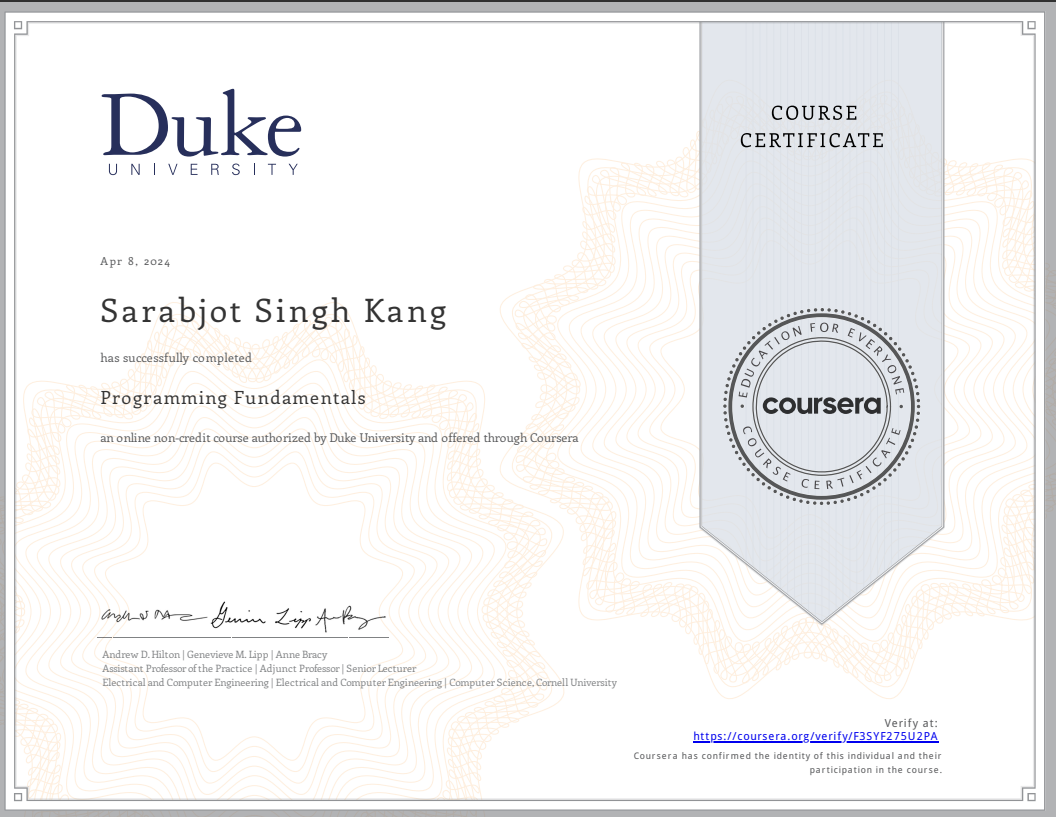 Duke
UNIVERSITY
COURSE
CERTIFICATE
Apr 8, 2024
Sarabjot Singh Kang
has successfully completed
Programming Fundamentals
an online non-credit course authorized by Duke University and offered through Coursera
EDUCATION FOR EVERYONE
coursera
COURSE CERTIFICATE
Andrew D. Hilton | Genevieve M. Lipp | Anne Bracy
Assistant Professor of the Practice | Adjunct Professor | Senior Lecturer
Electrical and Computer Engineering | Electrical and Computer Engineering | Computer Science, Cornell University
Verify at:
https://coursera.org/verify/F3SYF275U2PA
Coursera has confirmed the identity of this individual and their
participation in the course.